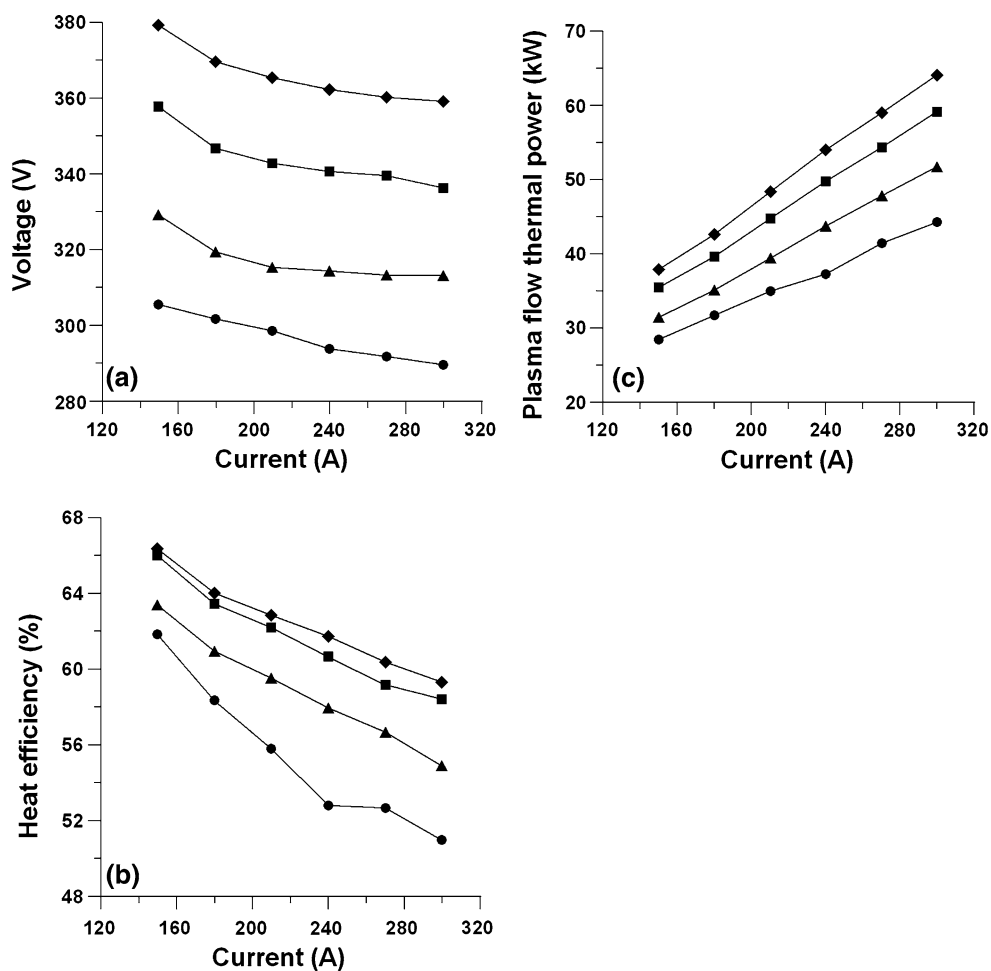 380
360
340
320
300
280
Voltage (V)
(a)
120 160 200 240 280 320
Current (A)
70
60
50
40
30
20
Plasma flow thermal power (kW)
(c)
120 160 200 240 280 320
Current (A)
68
64
60
56
52
48
Heat efficiency (%)
(b)
120 160 200 240 280 320
Current (A)